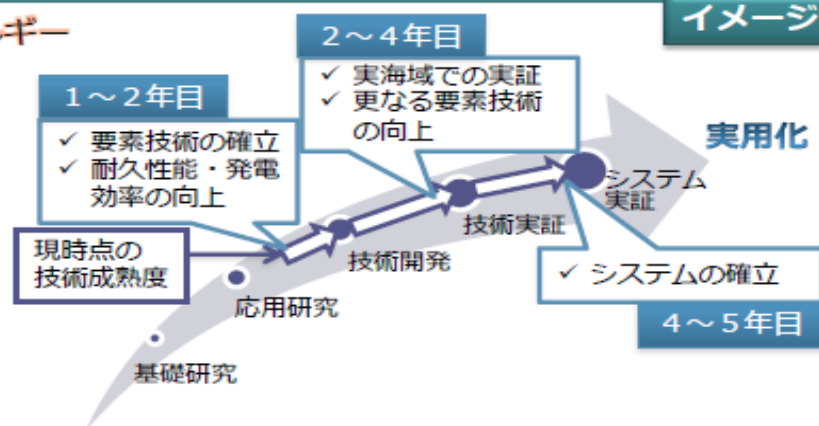 ルギー
イメージ
2~4年目
✓ 実海域での実証
✓ 更なる要素技術
の向上
1~2年目
✓ 要素技術の確立
✓ 耐久性能・発電
効率の向上
実用化
システム
実証
技術実証
現時点の
技術成熟度
技術開発
✓ システムの確立
応用研究
4~5年目
基礎研究